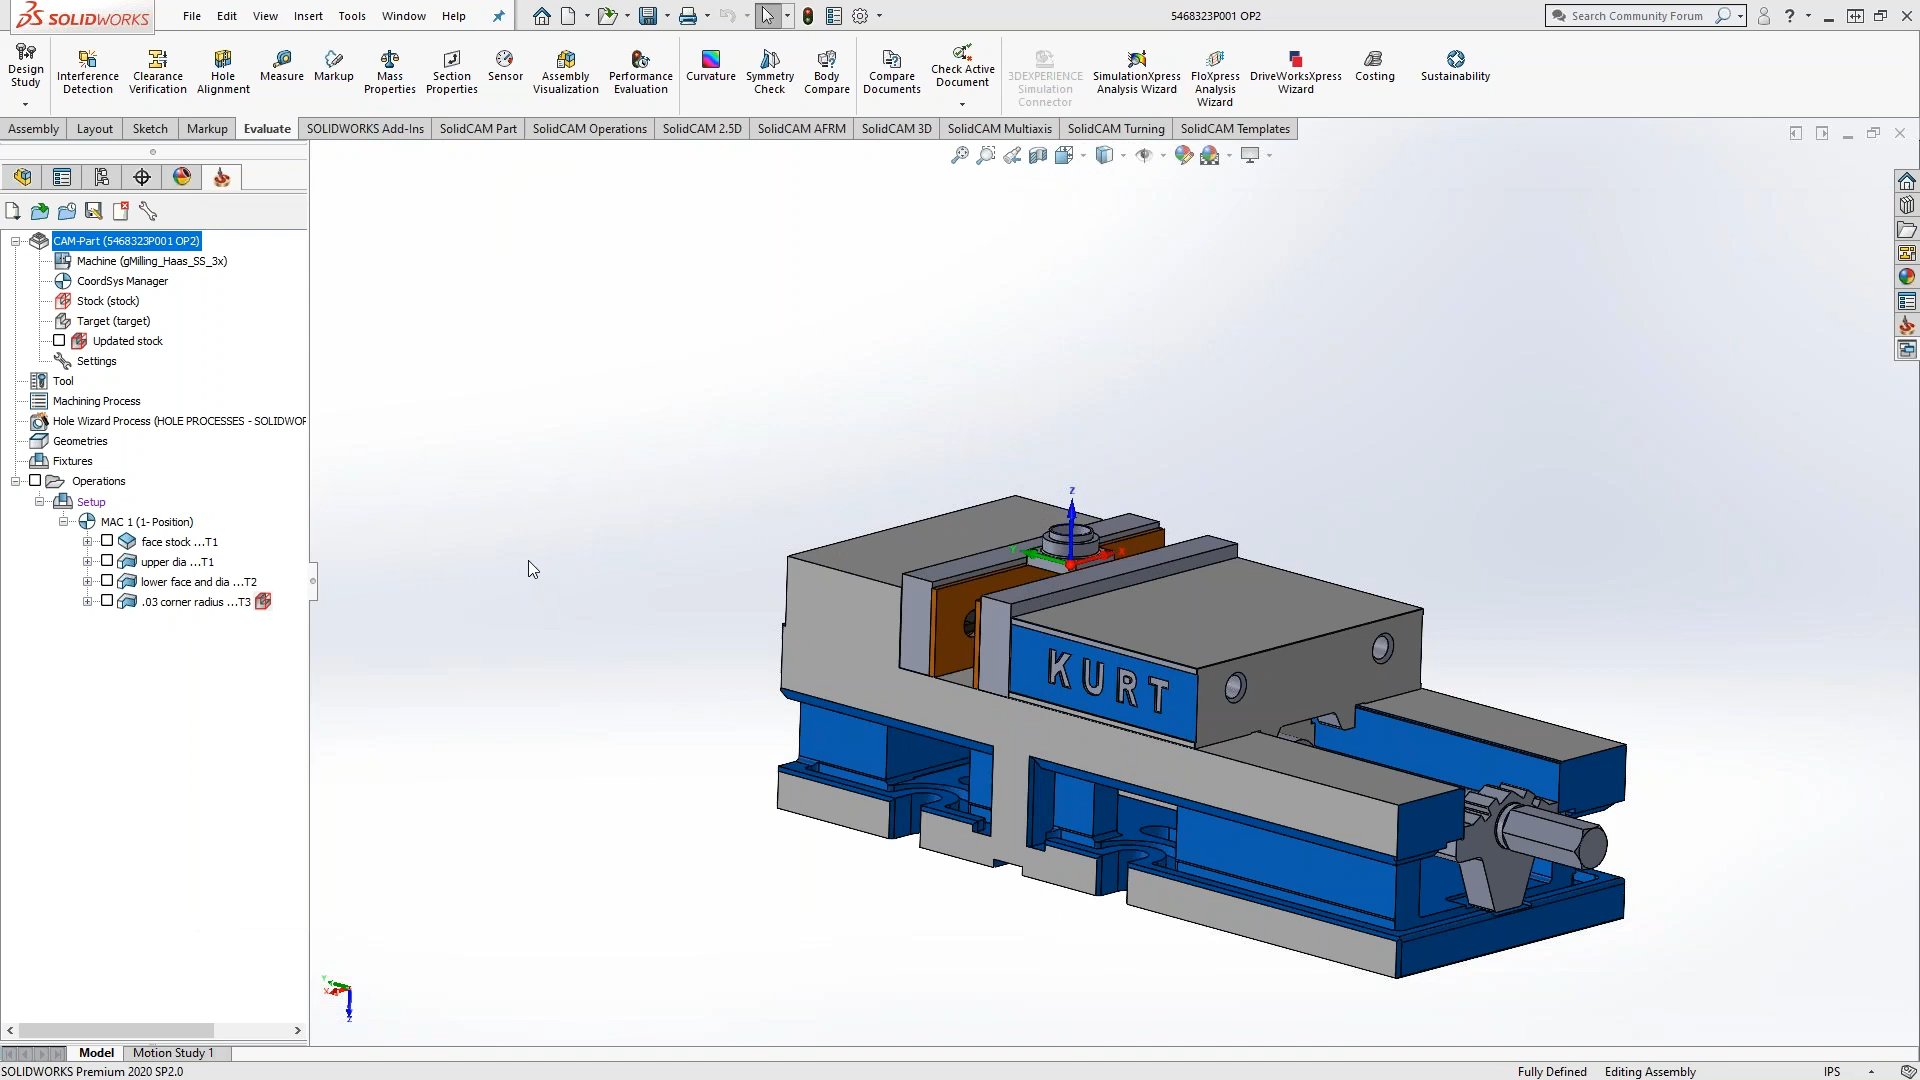 SOLIDWORKS
File Edit View Insert Tools Window Help
5468323P001 OP2
Search Community Forum
Design Study
Interference Detection
Clearance Verification
Hole Alignment
Measure
Markup
Mass Properties
Section Properties
Sensor
Assembly Visualization
Performance Evaluation
Curvature
Symmetry Check
Body Compare
Compare Documents
Check Active Document
3DEXPERIENCE Simulation Connector
SimulationXpress Analysis Wizard
FloXpress Analysis Wizard
DriveWorksXpress Wizard
Costing
Sustainability
Assembly Layout Sketch Markup Evaluate SOLIDWORKS Add-Ins SolidCAM Part SolidCAM Operations SolidCAM 2.5D SolidCAM AFRM SolidCAM 3D SolidCAM Multiaxis SolidCAM Turning SolidCAM Templates
CAM-Part (5468323P001 OP2)
Machine (gMilling_Haas_SS_3x)
CoordSys Manager
Stock (stock)
Target (target)
Updated stock
Settings
Tool
Machining Process
Hole Wizard Process (HOLE PROCESSES - SOLIDWOR
Geometries
Fixtures
Operations
Setup
MAC 1 (1- Position)
face stock ...T1
upper dia ...T1
lower face and dia ...T2
.03 corner radius ...T3
Z
Y
X
KURT
Y
X
Z
Model Motion Study 1
SOLIDWORKS Premium 2020 SP2.0
Fully Defined Editing Assembly IPS